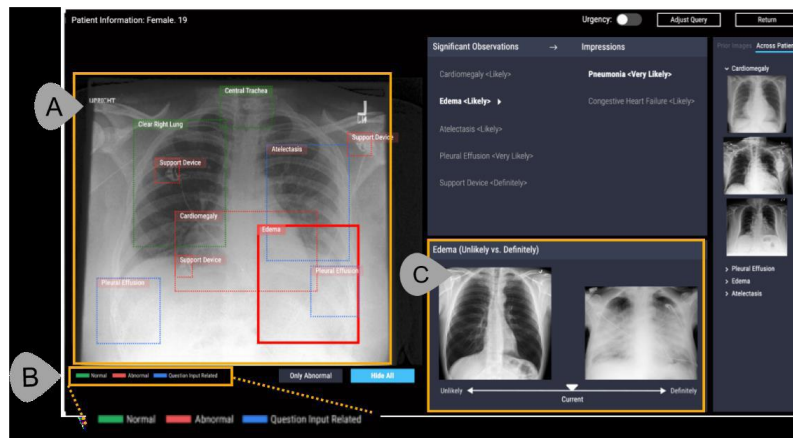 Patient Information: Female. 19
Urgency:
Adjust Query
Return
A
UPRICHT
L
Central Trachea
Clear Right Lung
Support Device
Support Device
Atelectasis
Cardiomegaly
Edema
Support Device
Pleural Effusion
Pleural Effusion
B
Normal
Abnormal
Question Input Related
Only Abnormal
Hide All
Normal
Abnormal
Question Input Related
Significant Observations → Impressions
Cardiomegaly <Likely>
Pneumonia <Very Likely>
Edema <Likely>
Congestive Heart Failure <Likely>
Atelectasis <Likely>
Pleural Effusion <Very Likely>
Support Device <Definitely>
C
Edema (Unlikely vs. Definitely)
Unlikely
Definitely
Current
Prior Images
Across Patie
Cardiomegaly
Pleural Effusion
Edema
Atelectasis